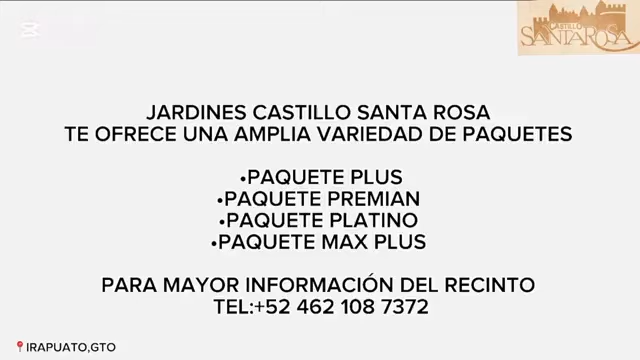 CASTILLO
SANTA ROSA
JARDINES CASTILLO SANTA ROSA
TE OFRECE UNA AMPLIA VARIEDAD DE PAQUETES
•PAQUETE PLUS
•PAQUETE PREMIAN
•PAQUETE PLATINO
•PAQUETE MAX PLUS
PARA MAYOR INFORMACIÓN DEL RECINTO
TEL:+52 462 108 7372
📍IRAPUATO,GTO